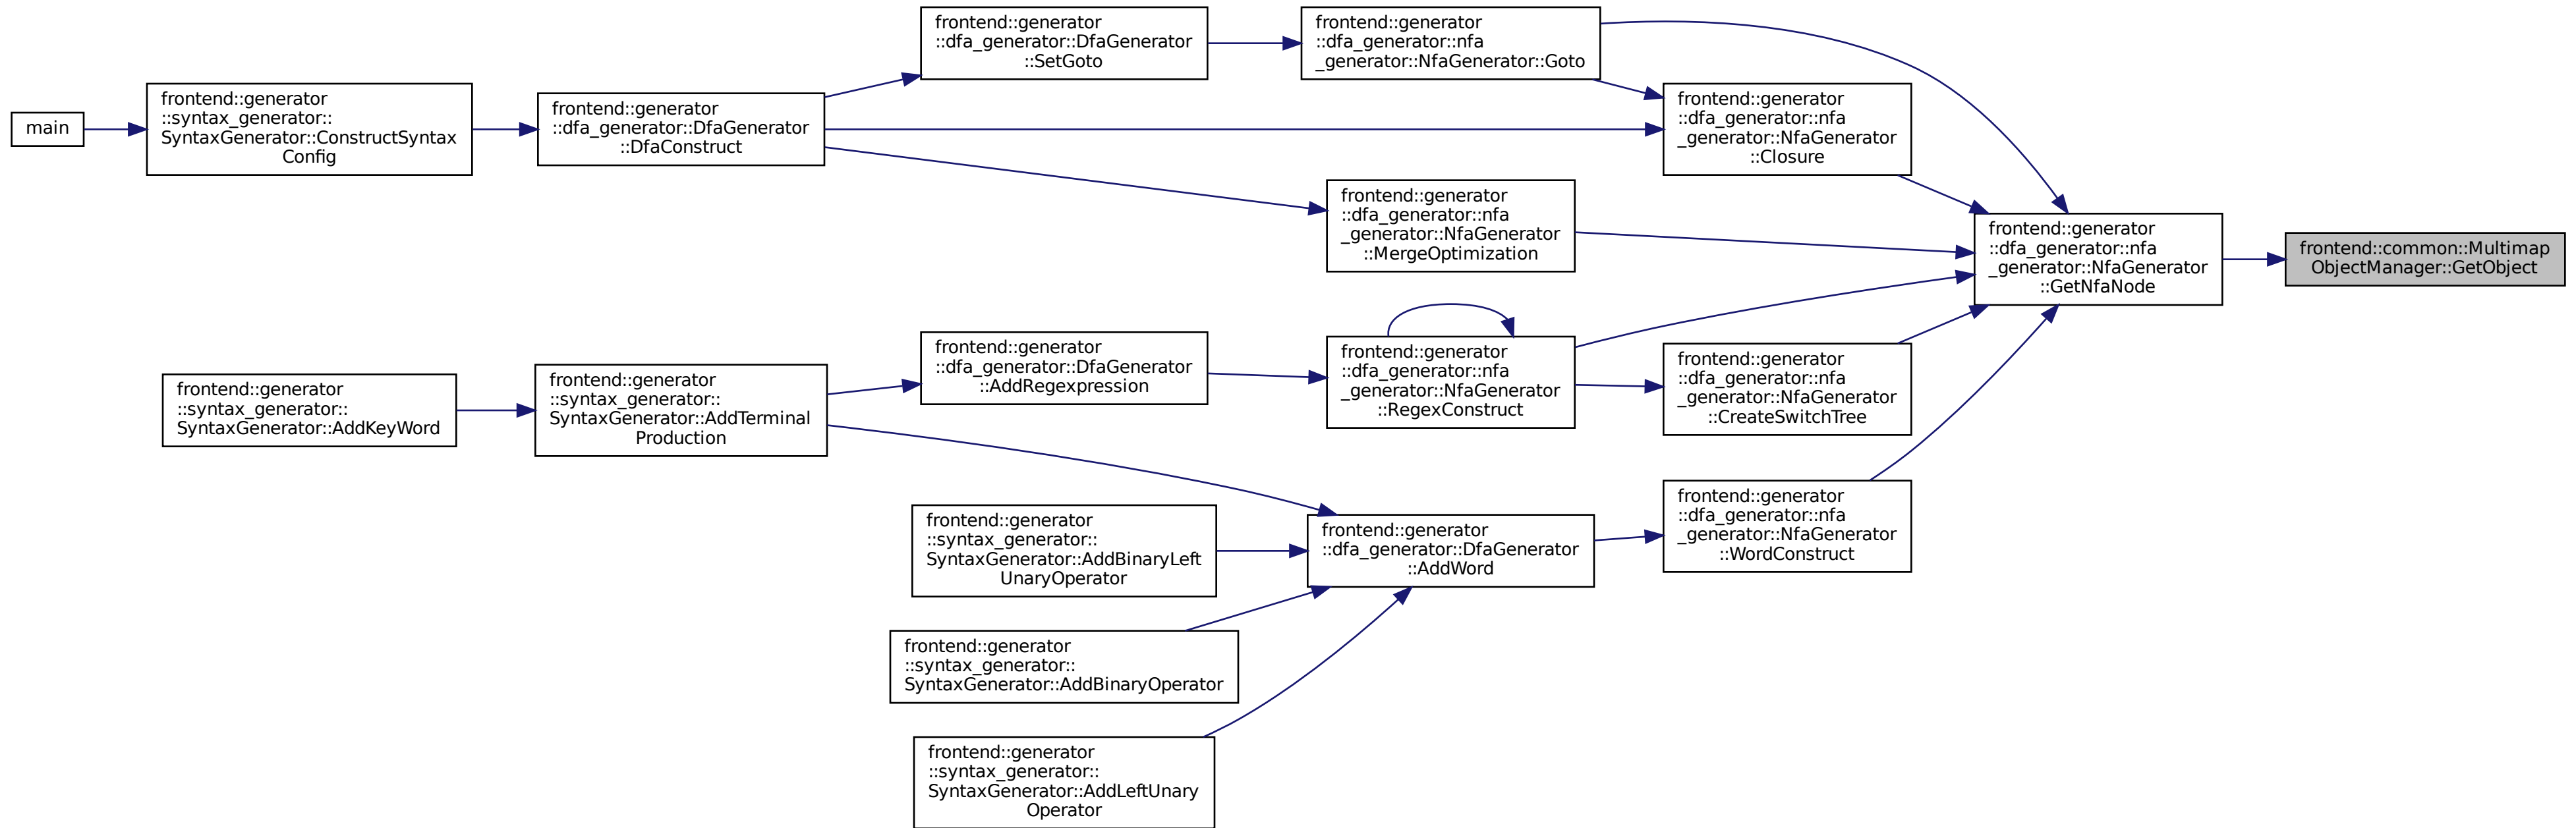 main
frontend::generator
::syntax_generator::
SyntaxGenerator::ConstructSyntax
Config
frontend::generator
::dfa_generator::DfaGenerator
::DfaConstruct
frontend::generator
::dfa_generator::DfaGenerator
::SetGoto
frontend::generator
::dfa_generator::nfa
_generator::NfaGenerator::Goto
frontend::generator
::dfa_generator::nfa
_generator::NfaGenerator
::Closure
frontend::generator
::dfa_generator::nfa
_generator::NfaGenerator
::MergeOptimization
frontend::generator
::dfa_generator::nfa
_generator::NfaGenerator
::GetNfaNode
frontend::common::Multimap
ObjectManager::GetObject
frontend::generator
::syntax_generator::
SyntaxGenerator::AddKeyWord
frontend::generator
::syntax_generator::
SyntaxGenerator::AddTerminal
Production
frontend::generator
::dfa_generator::DfaGenerator
::AddRegexpression
frontend::generator
::dfa_generator::nfa
_generator::NfaGenerator
::RegexConstruct
frontend::generator
::dfa_generator::nfa
_generator::NfaGenerator
::CreateSwitchTree
frontend::generator
::syntax_generator::
SyntaxGenerator::AddBinaryLeft
UnaryOperator
frontend::generator
::dfa_generator::DfaGenerator
::AddWord
frontend::generator
::dfa_generator::nfa
_generator::NfaGenerator
::WordConstruct
frontend::generator
::syntax_generator::
SyntaxGenerator::AddBinaryOperator
frontend::generator
::syntax_generator::
SyntaxGenerator::AddLeftUnary
Operator